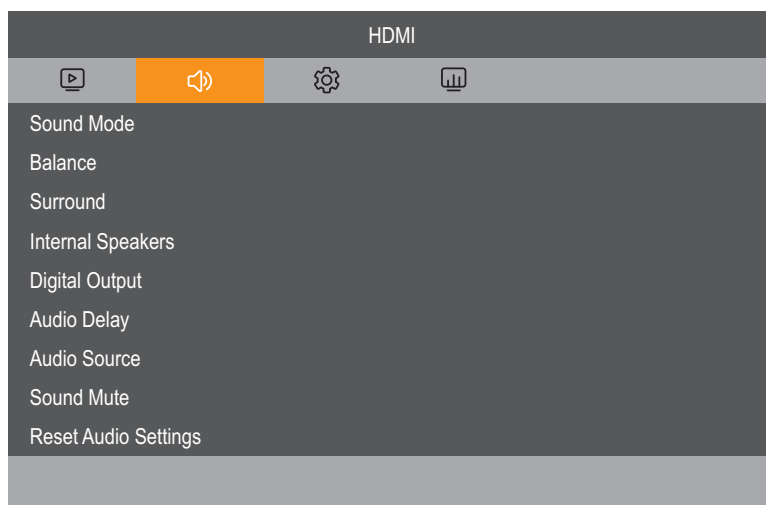 HDMI
Sound Mode
Balance
Surround
Internal Speakers
Digital Output
Audio Delay
Audio Source
Sound Mute
Reset Audio Settings